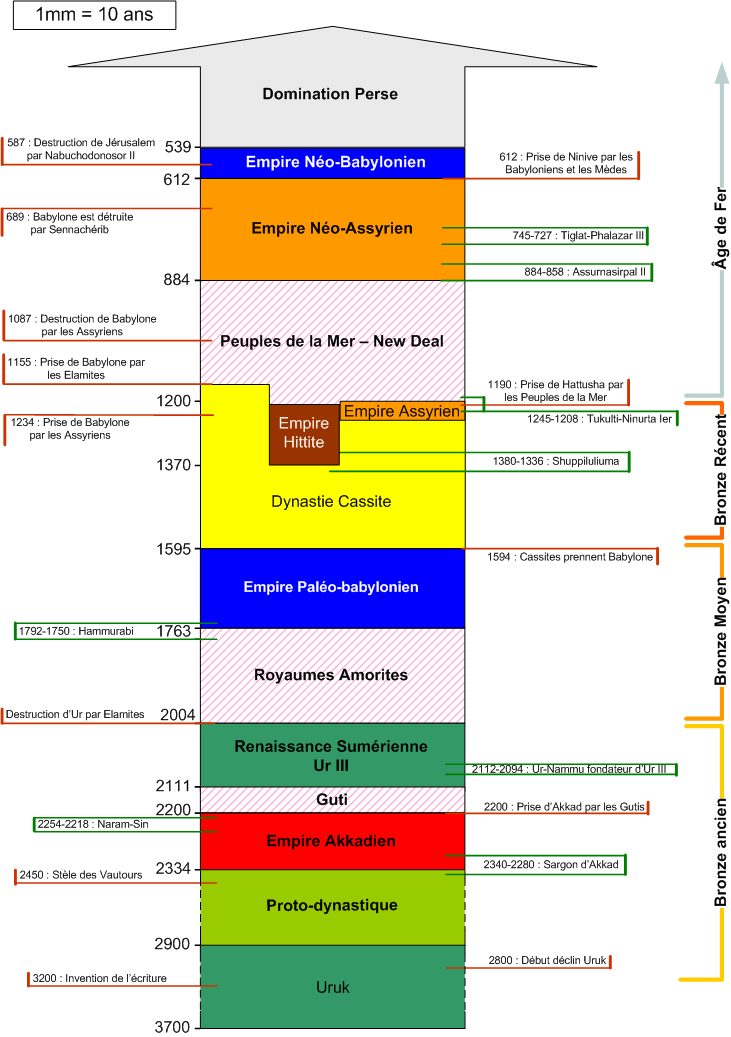 1mm = 10 ans
Domination Perse
539
587 : Destruction de Jérusalem
par Nabuchodonosor II
Empire Néo-Babylonien
612 : Prise de Ninive par les
Babyloniens et les Mèdes
612
689 : Babylone est détruite
par Sennachérib
Empire Néo-Assyrien
745-727 : Tiglat-Phalazar III
884-858 : Assurnasirpal II
884
Âge de Fer
1087 : Destruction de Babylone
par les Assyriens
Peuples de la Mer – New Deal
1155 : Prise de Babylone par
les Elamites
1190 : Prise de Hattusha par
les Peuples de la Mer
1200
Empire Assyrien
1234 : Prise de Babylone
par les Assyriens
Empire
Hittite
1245-1208 : Tukulti-Ninurta Ier
1380-1336 : Shuppiluliuma
1370
Dynastie Cassite
Bronze Récent
1595
1594 : Cassites prennent Babylone
Empire Paléo-babylonien
1792-1750 : Hammurabi
1763
Bronze Moyen
Royaumes Amorites
Destruction d'Ur par Elamites
2004
Renaissance Sumérienne
Ur III
2112-2094 : Ur-Nammu fondateur d'Ur III
2111
Guti
2200
2200 : Prise d'Akkad par les Gutis
2254-2218 : Naram-Sin
Empire Akkadien
Bronze ancien
2334
2340-2280 : Sargon d'Akkad
2450 : Stèle des Vautours
Proto-dynastique
2900
2800 : Début déclin Uruk
3200 : Invention de l'écriture
Uruk
3700